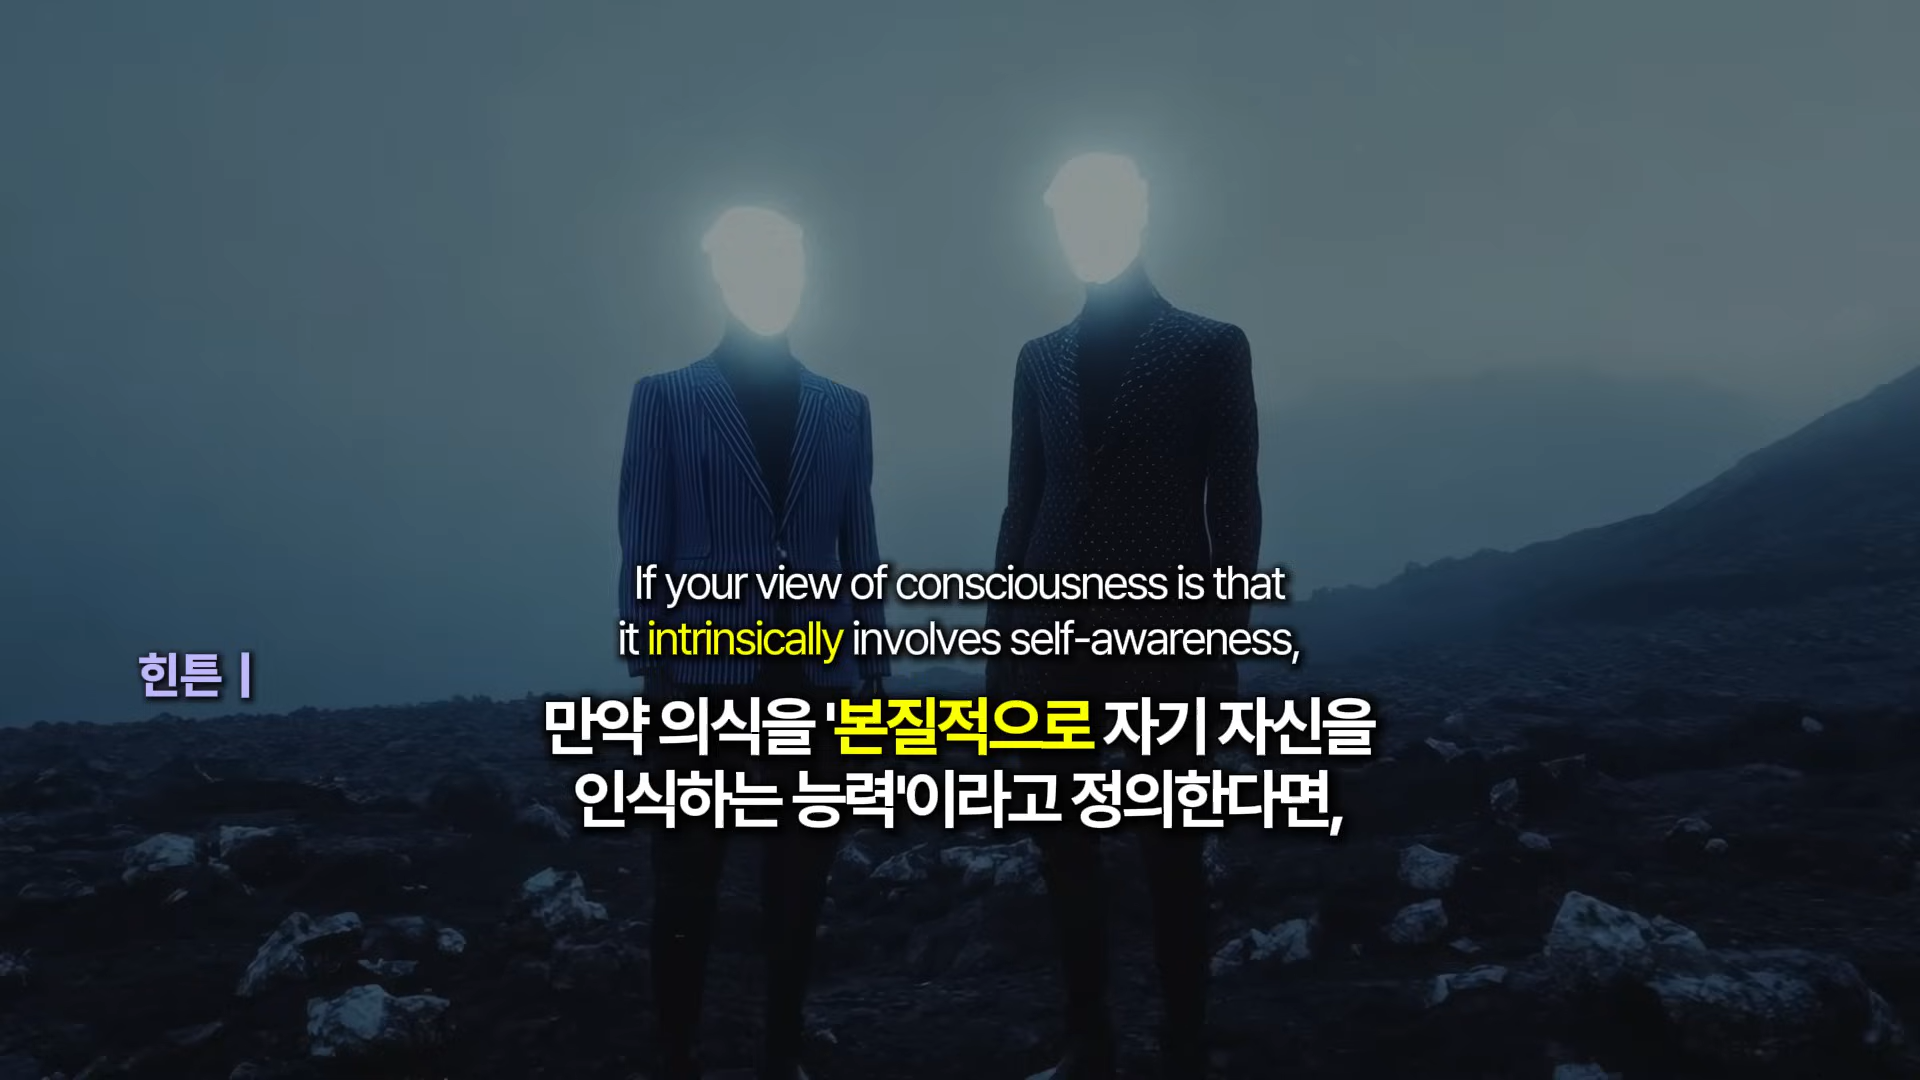 If your view of consciousness is that
it intrinsically involves self-awareness,
힌튼 |
만약 의식을 '본질적으로 자기 자신을
인식하는 능력'이라고 정의한다면,